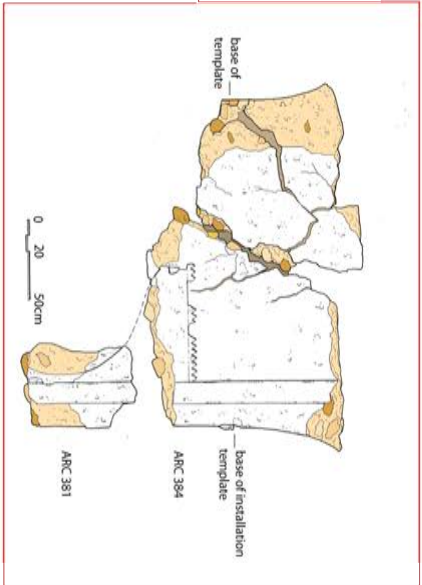 base of
template
base of installation
template
ARC 384
ARC 381
0 20 50cm